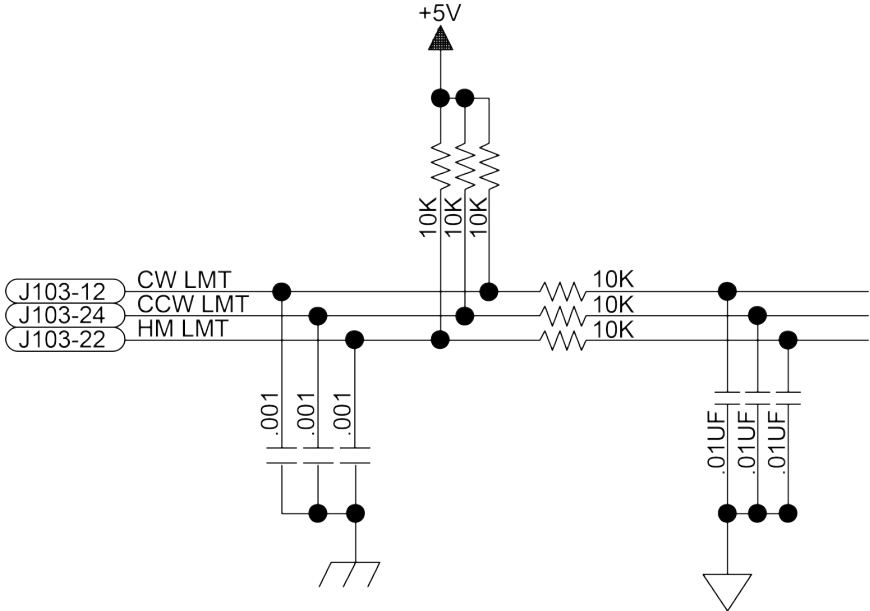 +5V
10K
10K
10K
J103-12
CW LMT
10K
J103-24
CCW LMT
10K
J103-22
HM LMT
10K
.001
.001
.001
.01UF
.01UF
.01UF